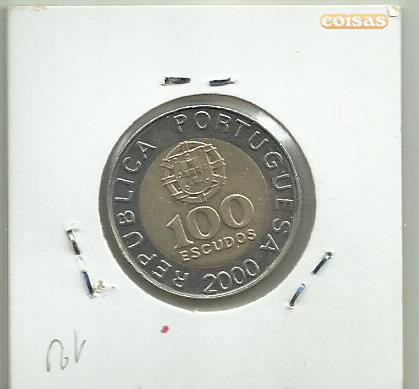 coisas
REPUBLICA PORTUGUESA
100
ESCUDOS
2000